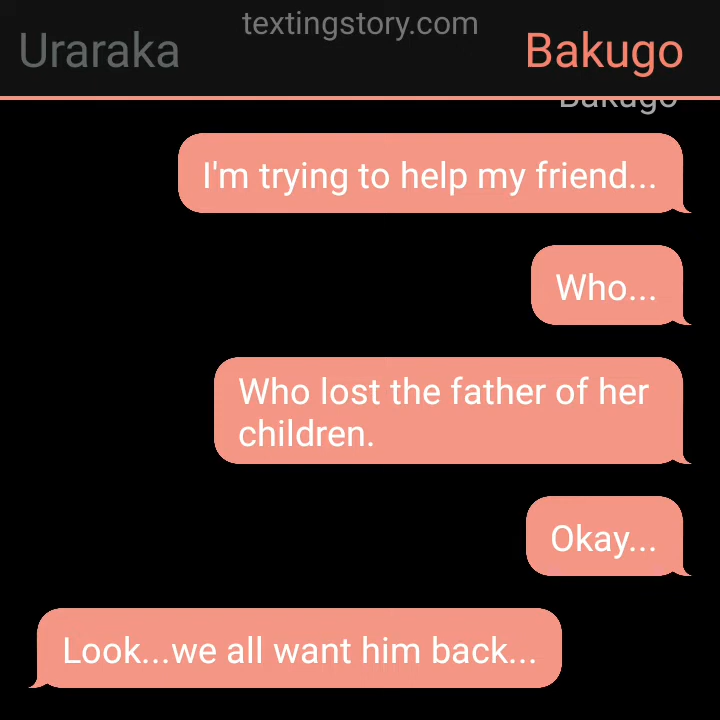 textingstory.com
Uraraka Bakugo
Bakugo
I'm trying to help my friend...
Who...
Who lost the father of her
children.
Okay...
Look...we all want him back...